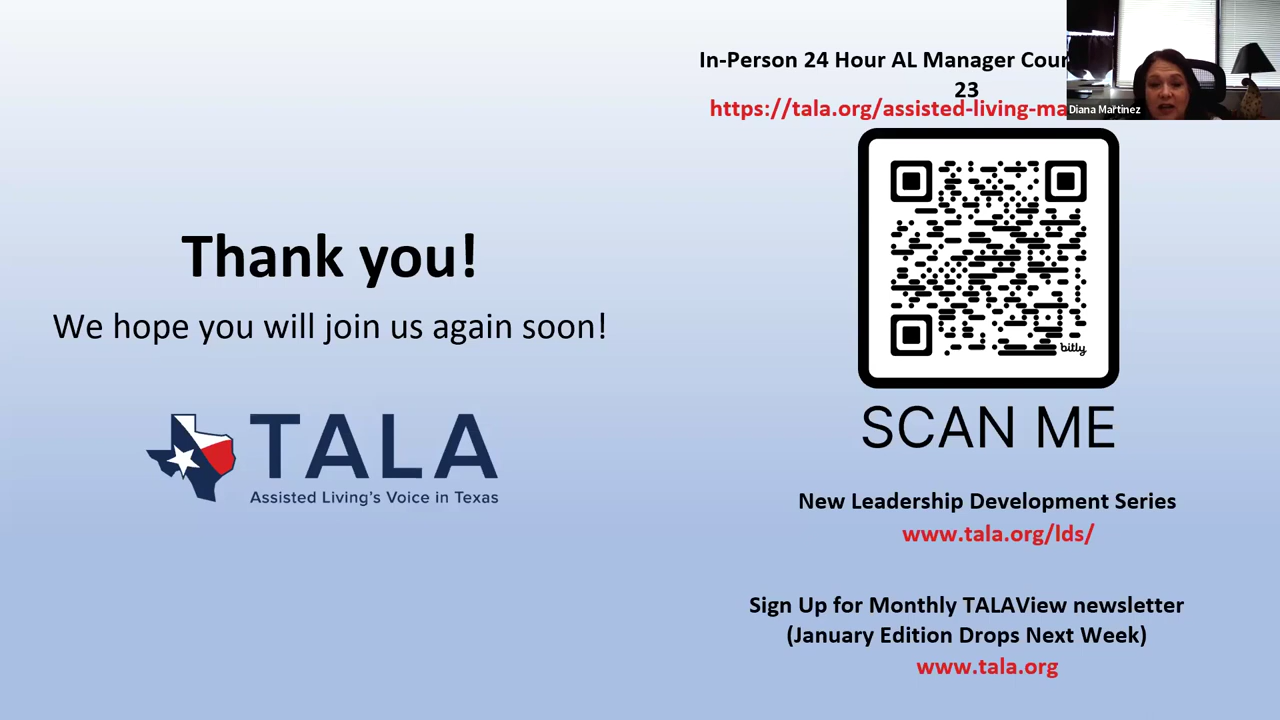 In-Person 24 Hour AL Manager
23
https://tala.org/assisted-living-ma
Diana Martinez
Thank you!
We hope you will join us again soon!
TALA
Assisted Living's Voice in Texas
bitly
SCAN ME
New Leadership Development Series
www.tala.org/lds/
Sign Up for Monthly TALAView newsletter
(January Edition Drops Next Week)
www.tala.org